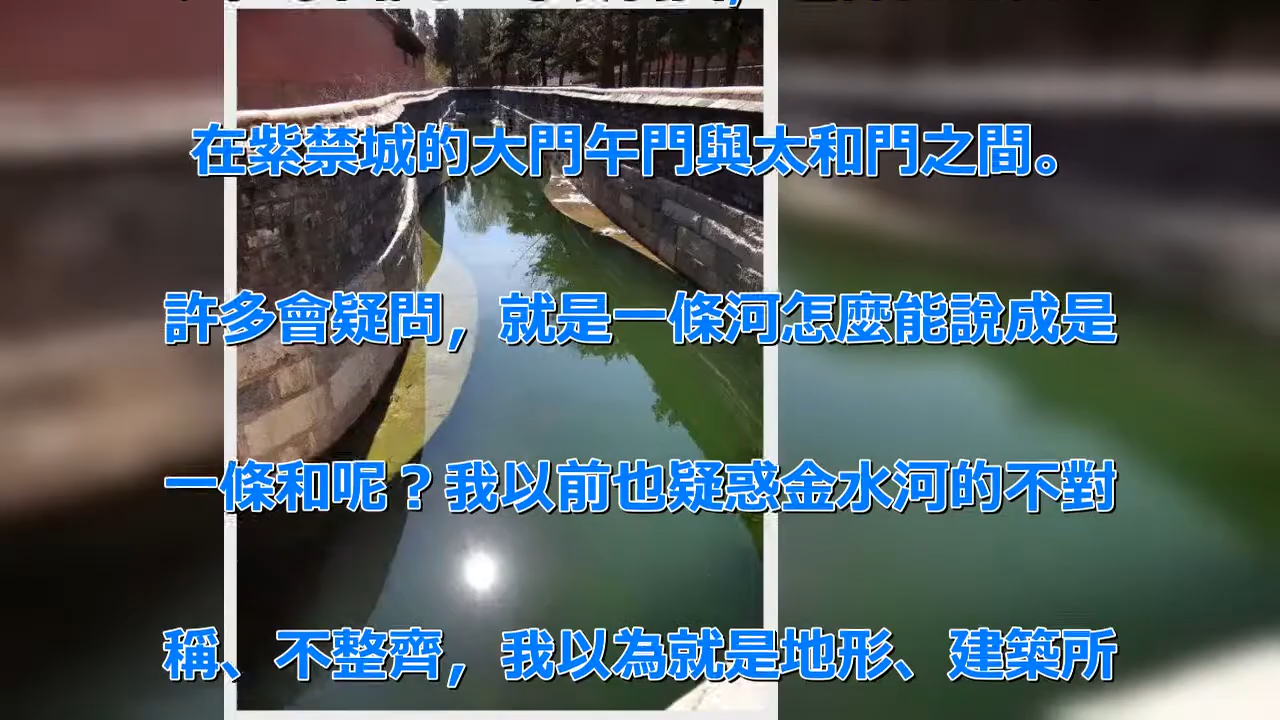 在紫禁城的大門午門與太和門之間。
許多會疑問，就是一條河怎麼能說成是
一條和呢？我以前也疑惑金水河的不對
稱、不整齊，我以為就是地形、建築所